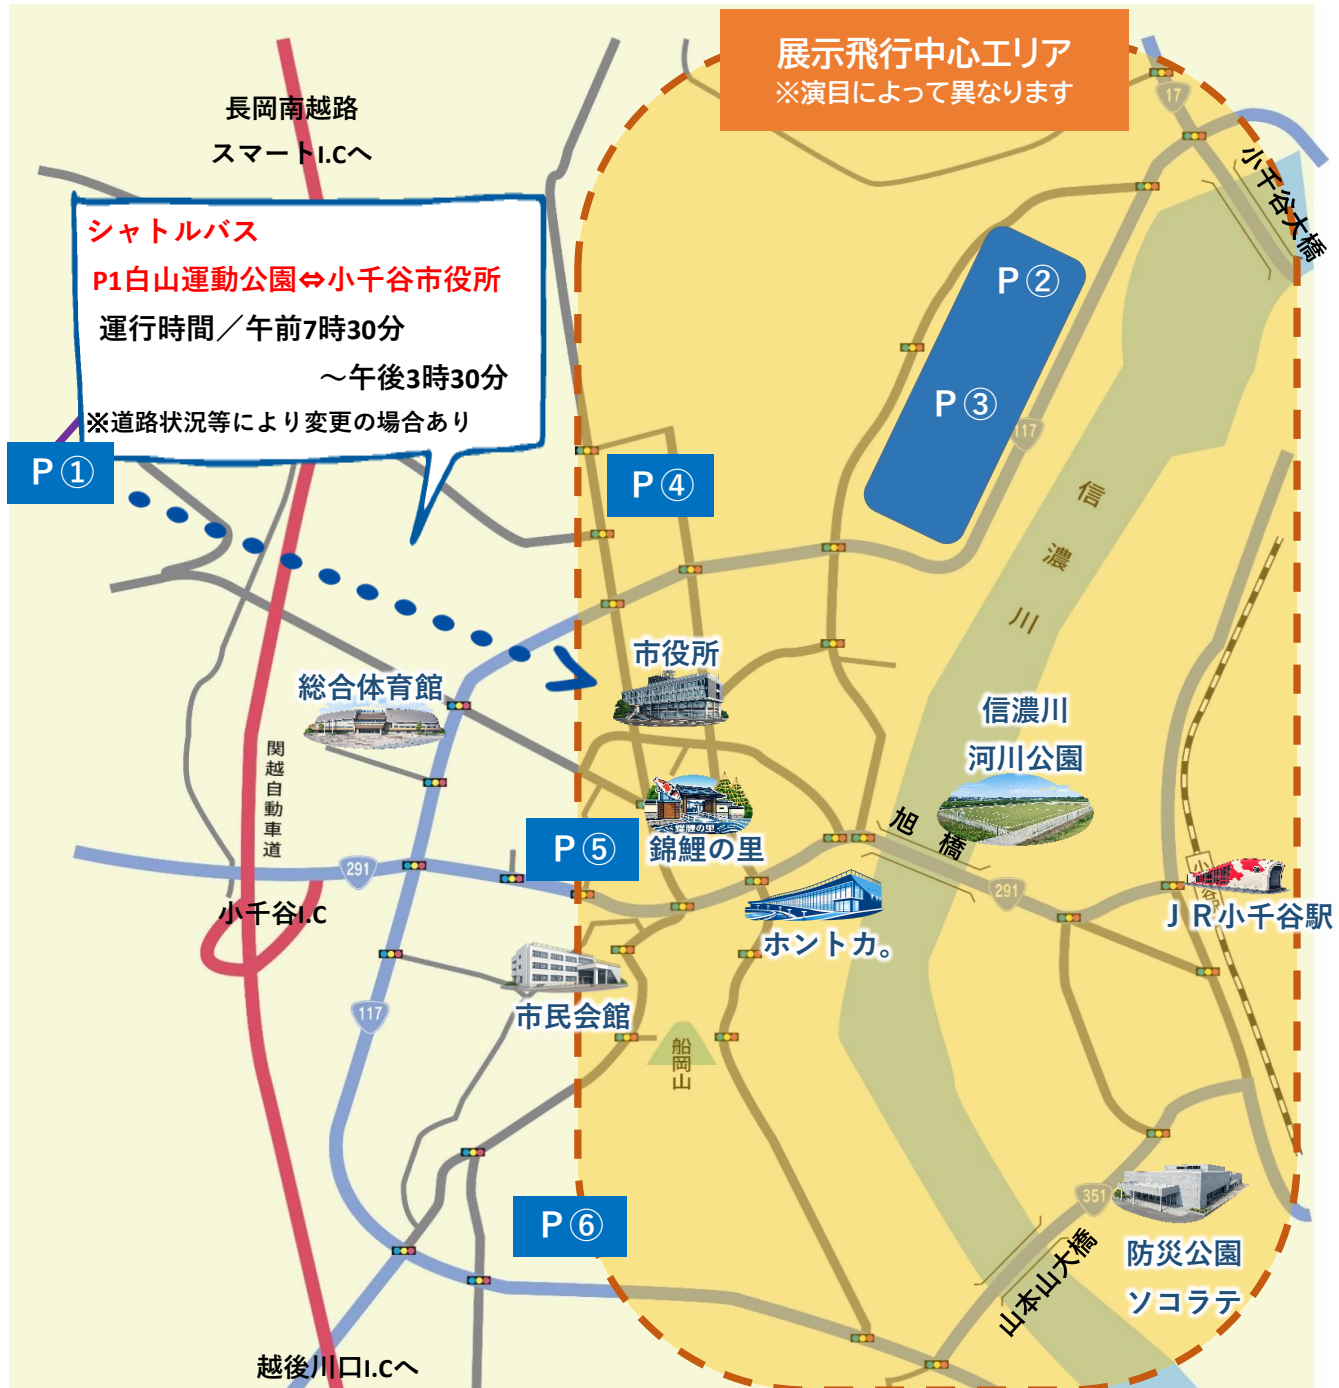 展示飛行中心エリア
※演目によって異なります
長岡南越路
スマートI.Cへ
17
小千谷大橋
シャトルバス
P1白山運動公園⇔小千谷市役所
運行時間／午前7時30分
～午後3時30分
※道路状況等により変更の場合あり
P②
P③
117
P①
P④
信濃川
市役所
総合体育館
信濃川
河川公園
関越自動車道
錦鯉の里
錦鯉の里
旭橋
P⑤
291
291
小千谷I.C
JR小千谷駅
ホントカ。
市民会館
117
船岡山
351
P⑥
山本山大橋
防災公園
ソコラテ
越後川口I.Cへ